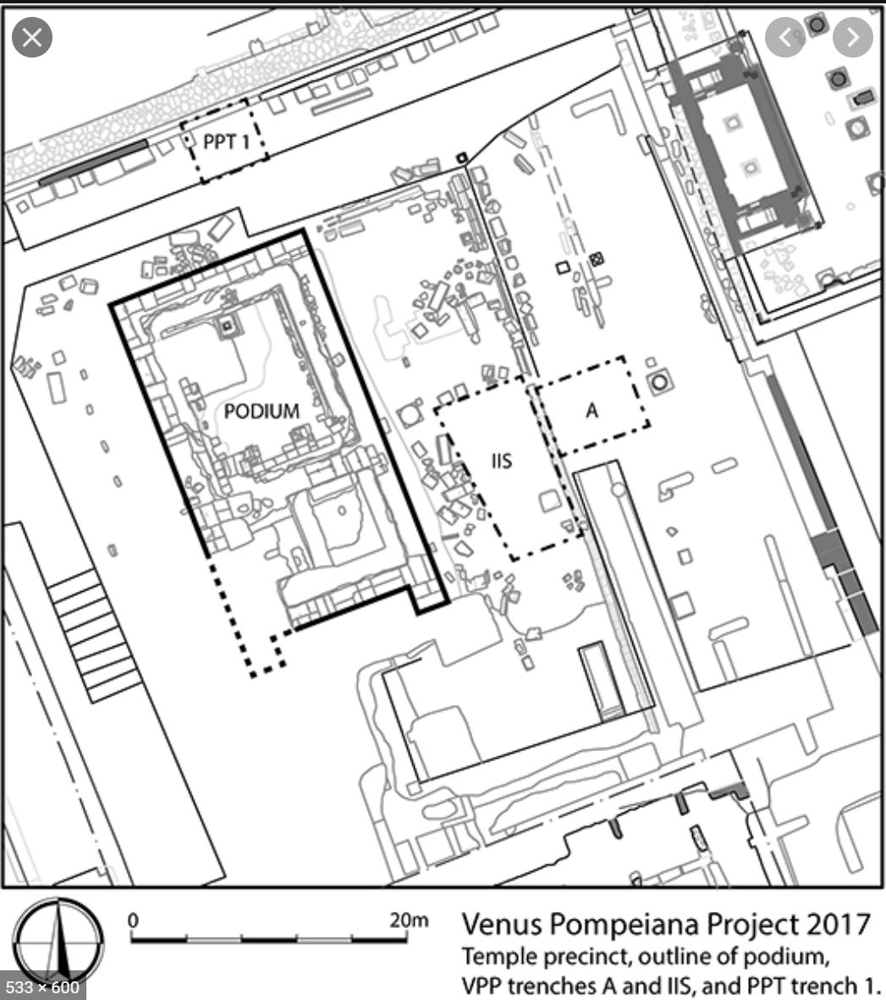 PPT 1
PODIUM
A
IIS
0
20m
Venus Pompeiana Project 2017
Temple precinct, outline of podium,
VPP trenches A and IIS, and PPT trench 1.
533 × 600